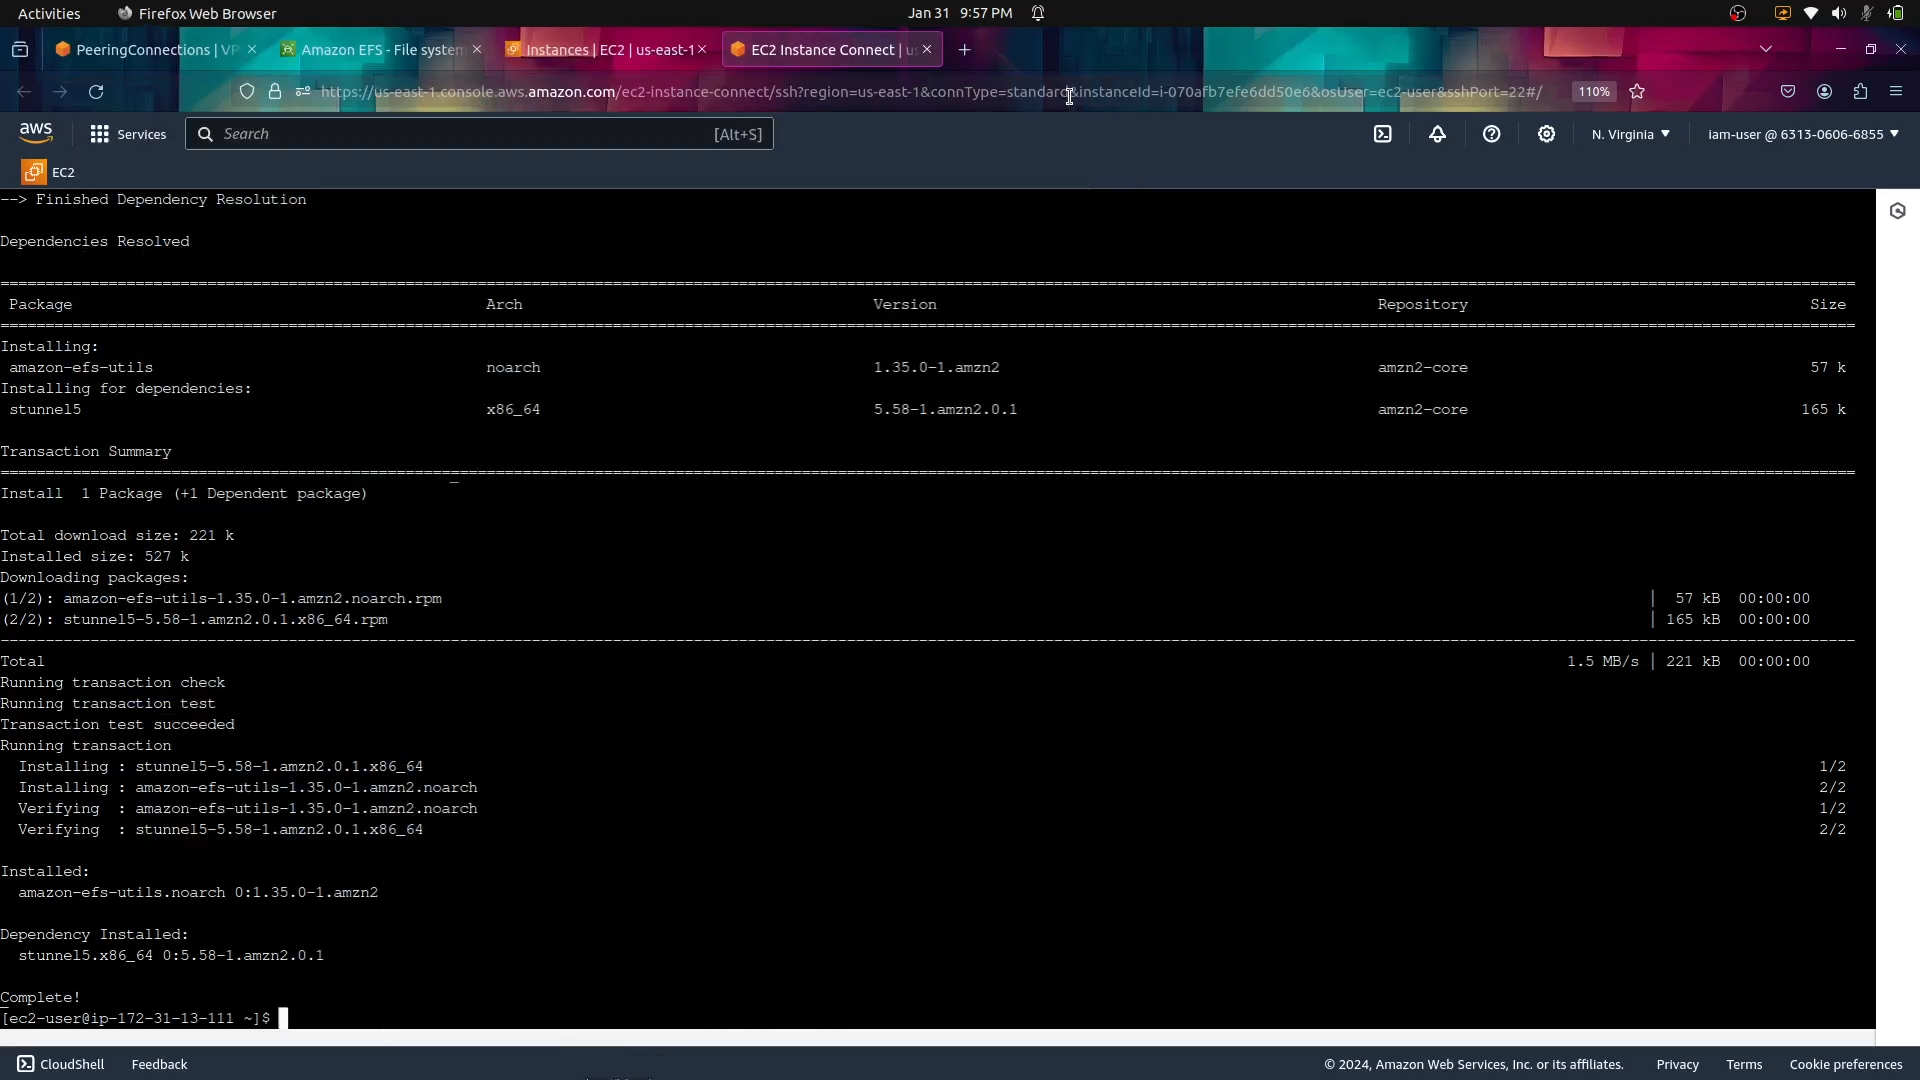 Activities Firefox Web Browser Jan 31 9:57 PM
PeeringConnections | VP Amazon EFS - File system Instances | EC2 | us-east-1 EC2 Instance Connect | us
https://us-east-1.console.aws.amazon.com/ec2-instance-connect/ssh?region=us-east-1&connType=standard&instanceId=i-070afb7efe6dd50e6&osUser=ec2-user&sshPort=22#/ 110%
aws Services Search [Alt+S] N. Virginia iam-user @ 6313-0606-6855
EC2
--> Finished Dependency Resolution
Dependencies Resolved
Package Arch Version Repository Size
Installing:
amazon-efs-utils noarch 1.35.0-1.amzn2 amzn2-core 57 k
Installing for dependencies:
stunnel5 x86_64 5.58-1.amzn2.0.1 amzn2-core 165 k
Transaction Summary
Install 1 Package (+1 Dependent package)
Total download size: 221 k
Installed size: 527 k
Downloading packages:
(1/2): amazon-efs-utils-1.35.0-1.amzn2.noarch.rpm | 57 kB 00:00:00
(2/2): stunnel5-5.58-1.amzn2.0.1.x86_64.rpm | 165 kB 00:00:00
Total 1.5 MB/s | 221 kB 00:00:00
Running transaction check
Running transaction test
Transaction test succeeded
Running transaction
Installing : stunnel5-5.58-1.amzn2.0.1.x86_64 1/2
Installing : amazon-efs-utils-1.35.0-1.amzn2.noarch 2/2
Verifying : amazon-efs-utils-1.35.0-1.amzn2.noarch 1/2
Verifying : stunnel5-5.58-1.amzn2.0.1.x86_64 2/2
Installed:
amazon-efs-utils.noarch 0:1.35.0-1.amzn2
Dependency Installed:
stunnel5.x86_64 0:5.58-1.amzn2.0.1
Complete!
[ec2-user@ip-172-31-13-111 ~]$
CloudShell Feedback © 2024, Amazon Web Services, Inc. or its affiliates. Privacy Terms Cookie preferences